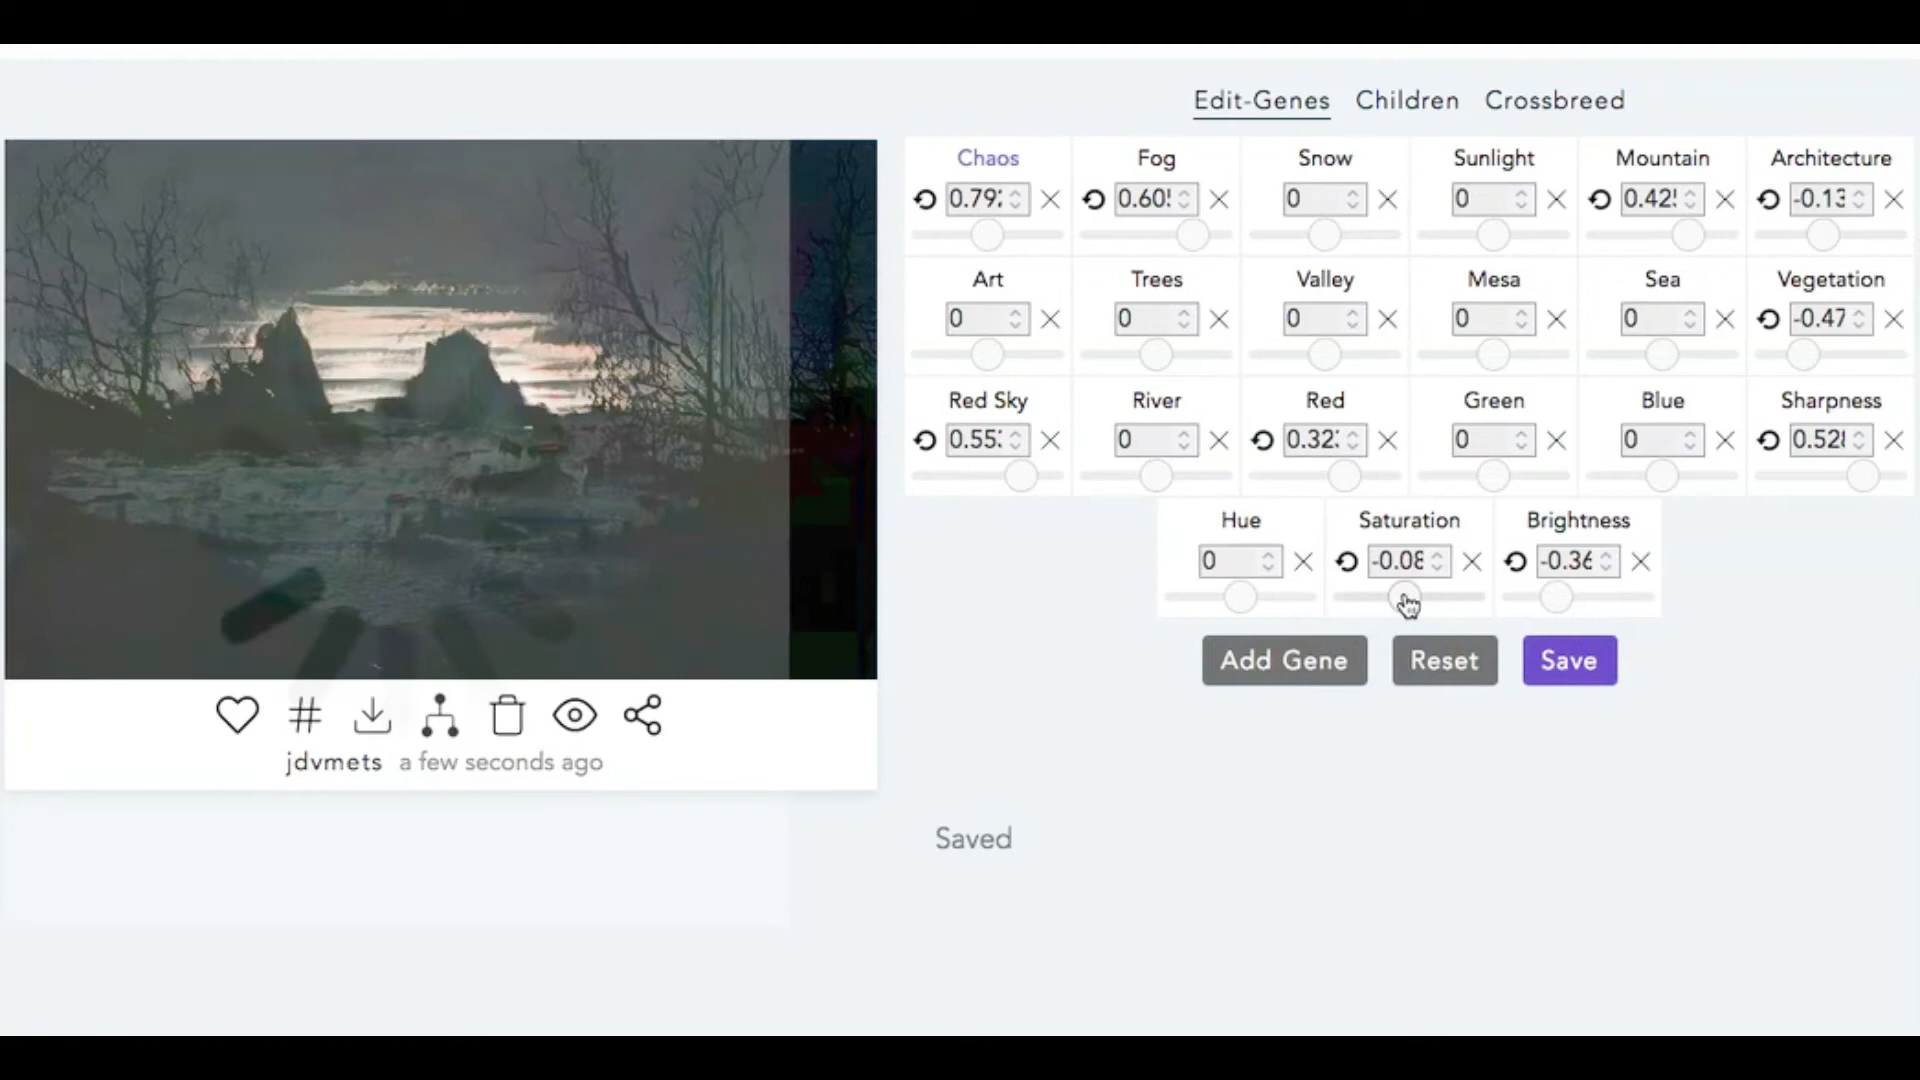 Edit-Genes Children Crossbreed
Chaos Fog Snow Sunlight Mountain Architecture
0.79 0.60 0 0 0.42 -0.13
Art Trees Valley Mesa Sea Vegetation
0 0 0 0 0 -0.47
Red Sky River Red Green Blue Sharpness
0.55 0 0.32 0 0 0.528
Hue Saturation Brightness
0 -0.08 -0.36
Add Gene Reset Save
#
jdvmets a few seconds ago
Saved